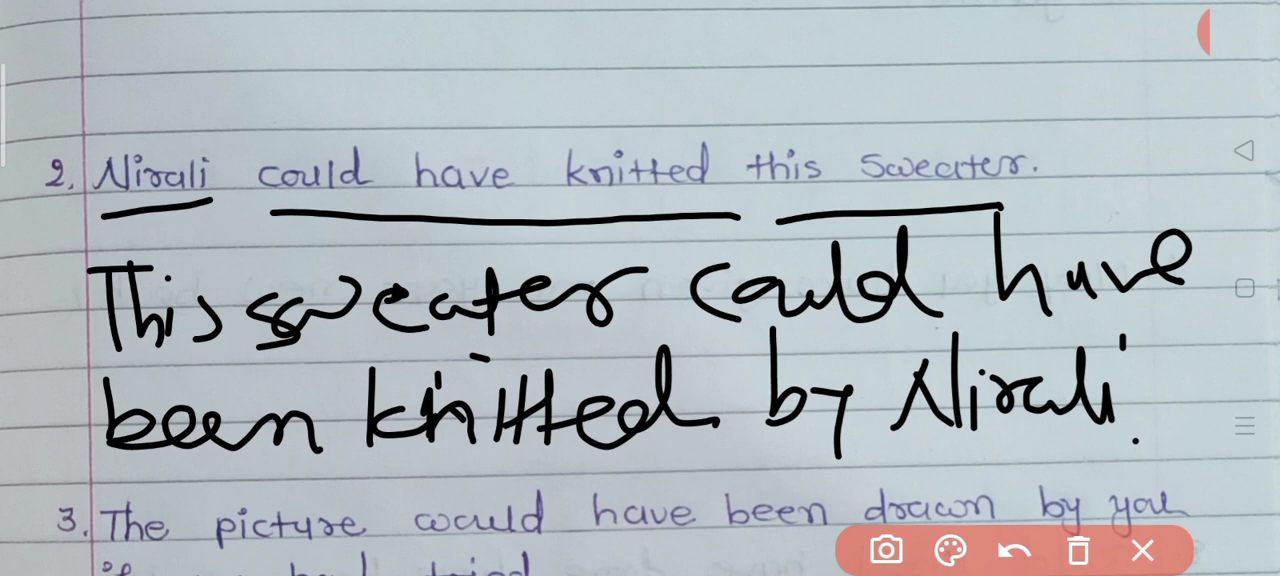 2. Nirali could have knitted this sweater.
This sweater could have
been knitted by Nirali.
3. The picture would have been drawn by you